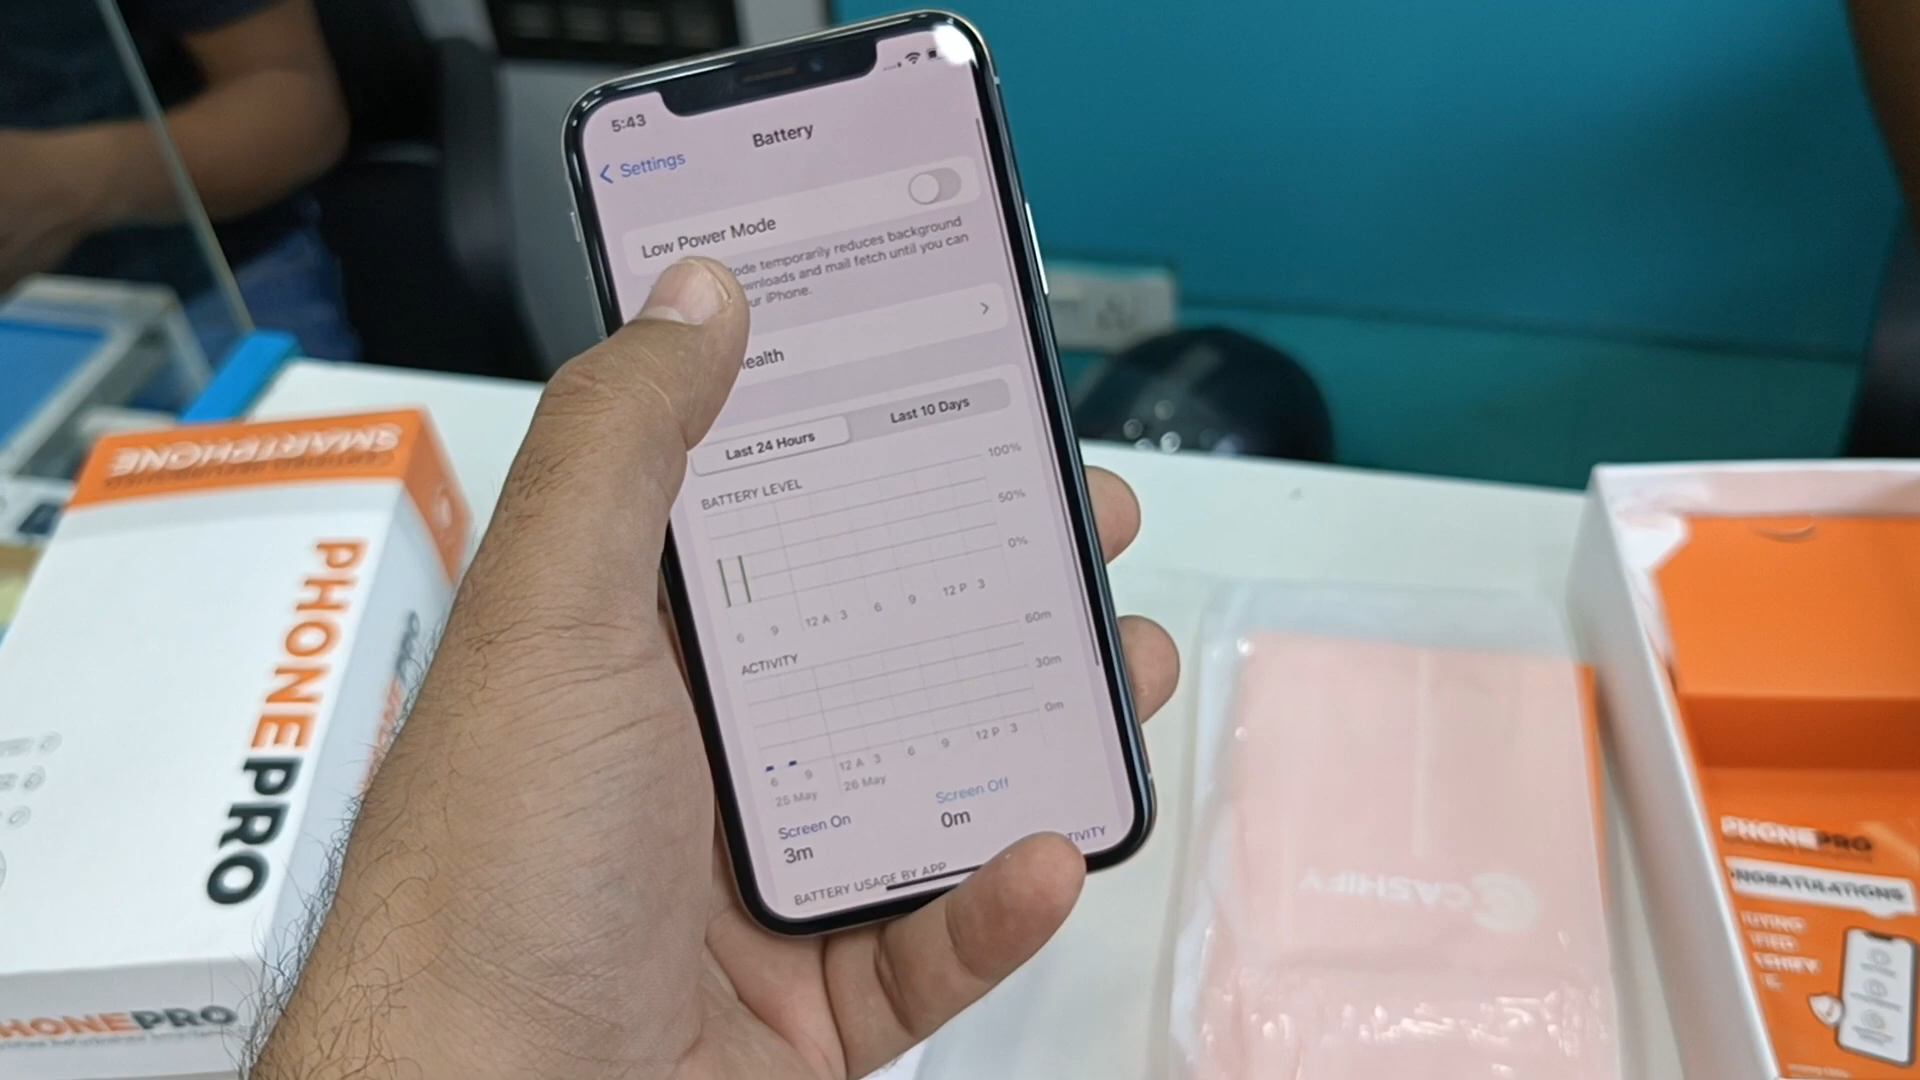 5:43
Battery
Settings
Low Power Mode
ode temporarily reduces background
wnloads and mail fetch until you can
ur iPhone.
ealth
Last 24 Hours
Last 10 Days
BATTERY LEVEL
100%
50%
0%
6 9 12 A 3 6 9 12 P 3
ACTIVITY
60m
30m
0m
6 9 12 A 3 6 9 12 P 3
25 May 26 May
Screen On
3m
Screen Off
0m
BATTERY USAGE BY APP
TIVITY
SMARTPHONE
PHONEPRO
HONEPRO
CASHIFY
PHONEPRO
ONGRATULATIONS